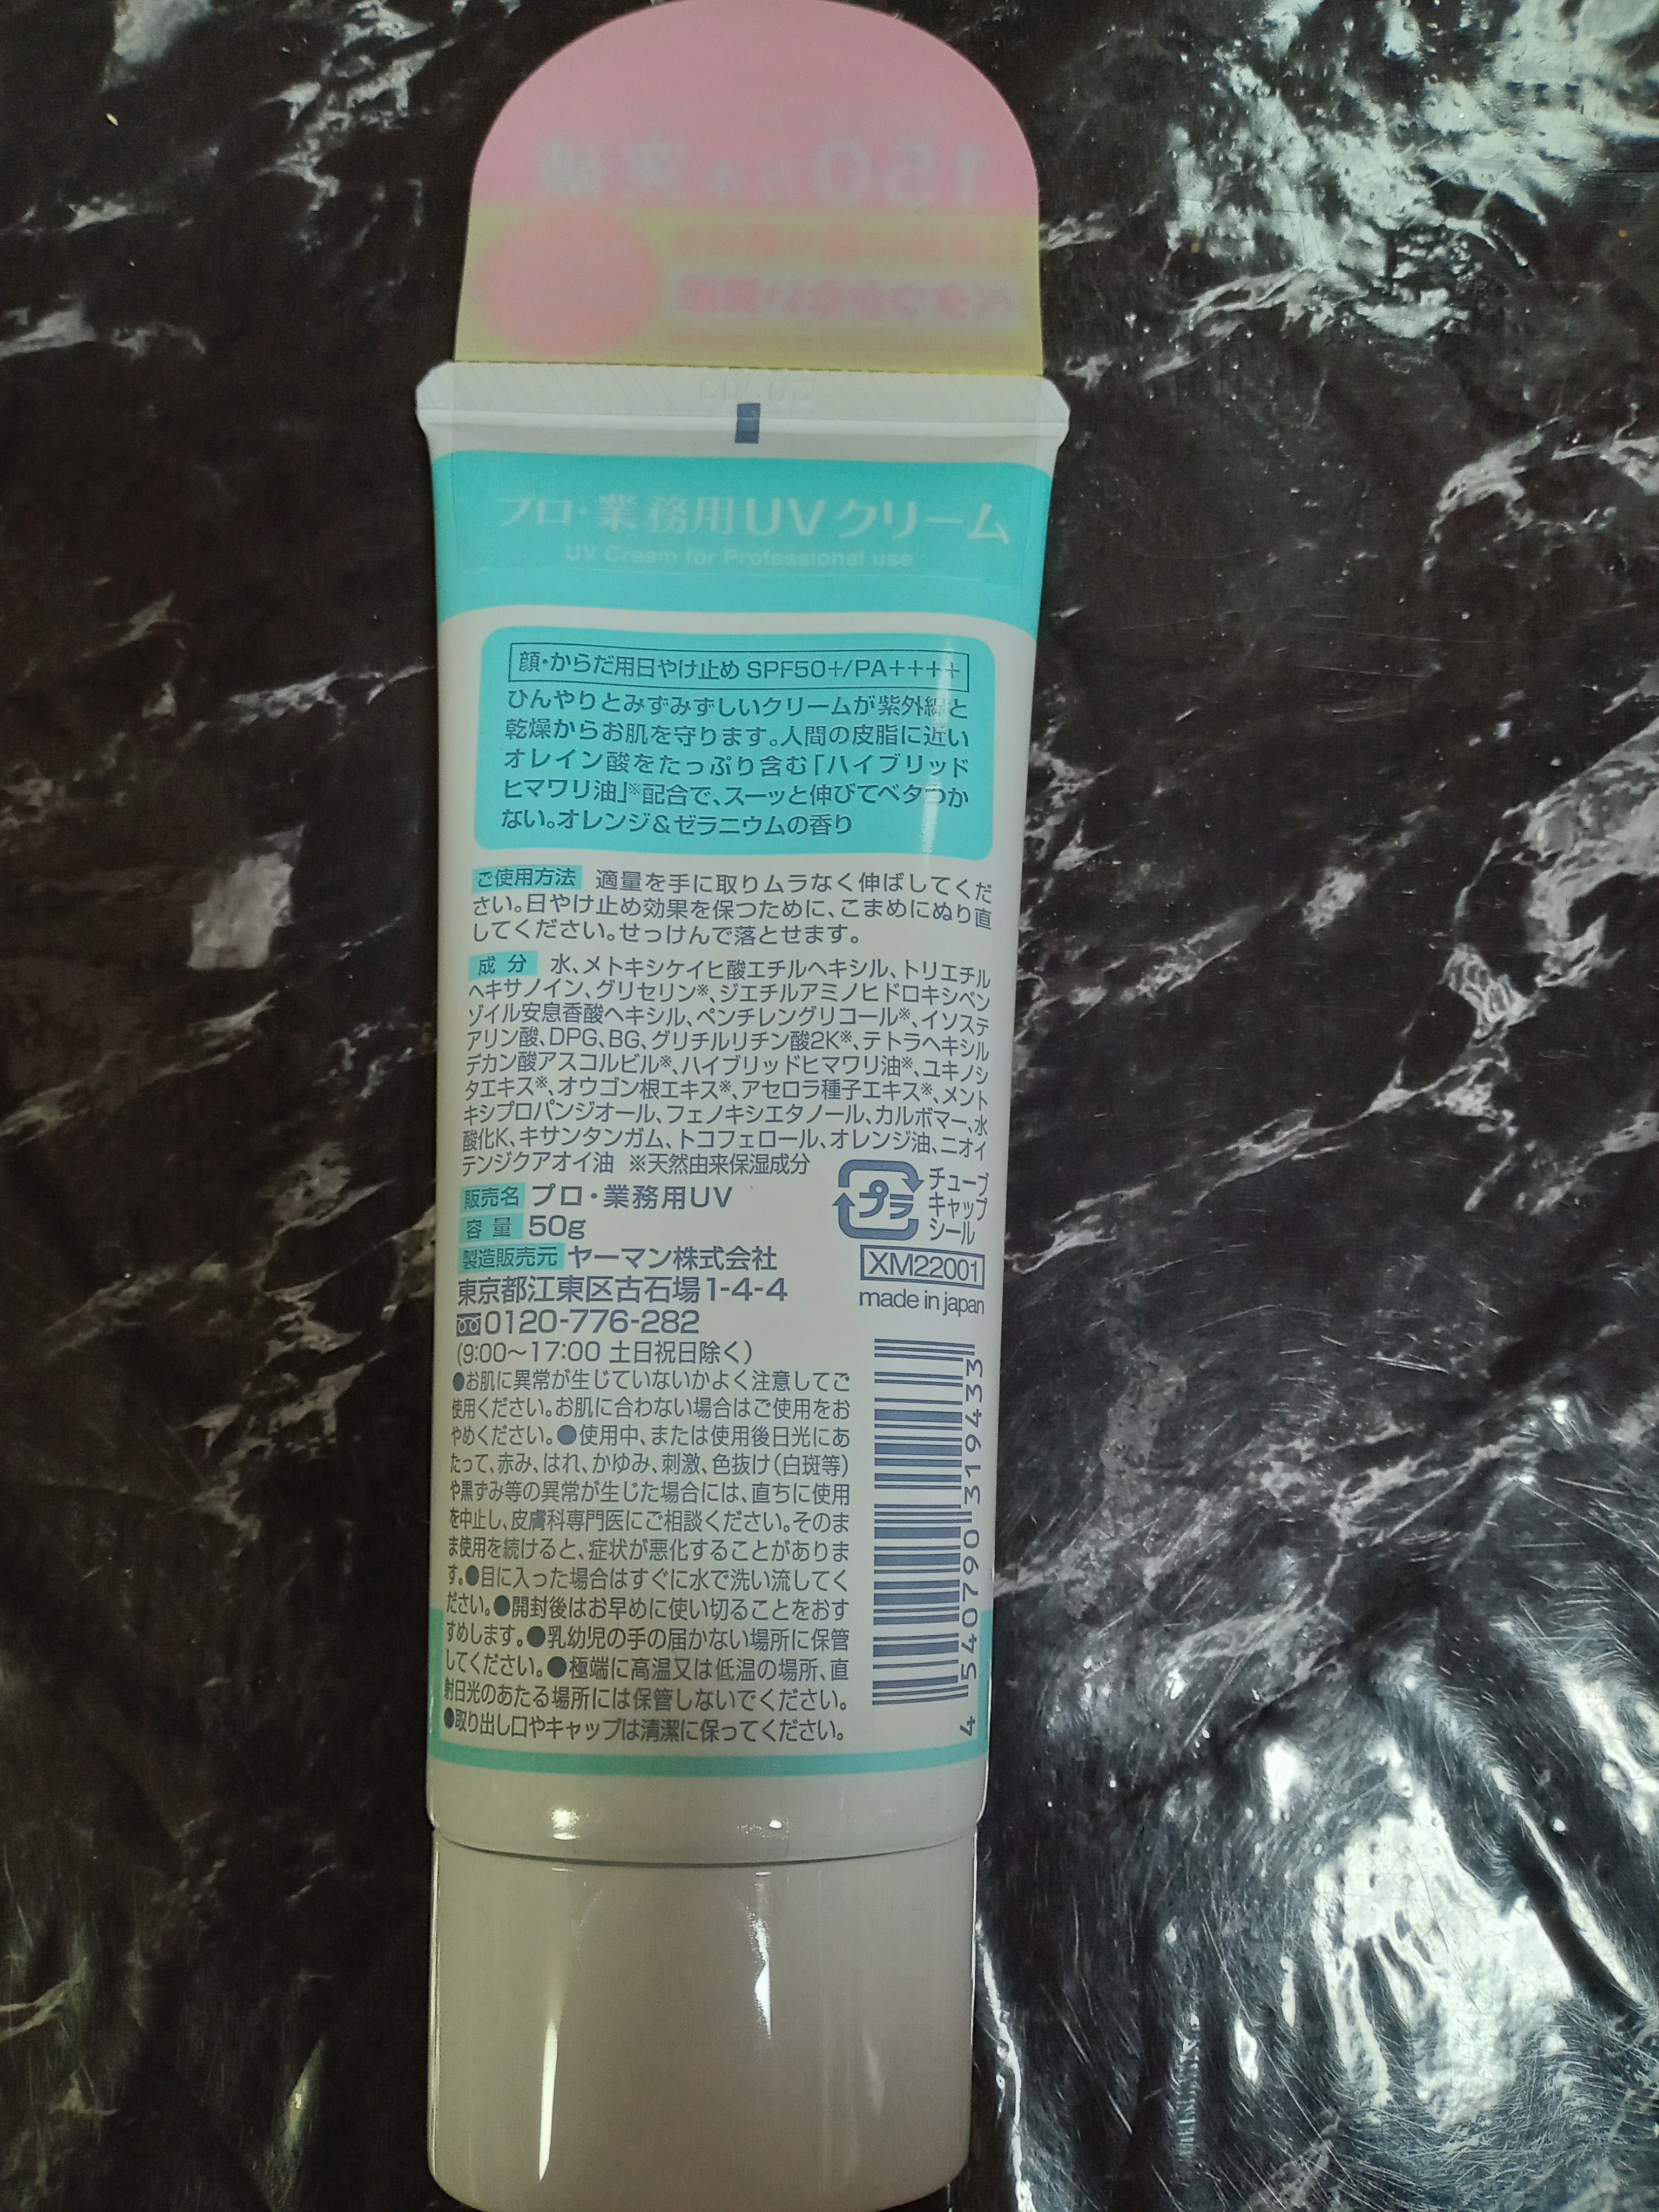 プロ・業務用UVクリーム
UV Cream for Professional use
顔・からだ用日やけ止め SPF50+/PA++++
ひんやりとみずみずしいクリームが紫外線と
乾燥からお肌を守ります。人間の皮脂に近い
オレイン酸をたっぷり含む「ハイブリッド
ヒマワリ油」※配合で、スーッと伸びてベタつか
ない。オレンジ&ゼラニウムの香り
ご使用方法 適量を手に取りムラなく伸ばしてくだ
さい。日やけ止め効果を保つために、こまめにぬり直
してください。せっけんで落とせます。
成分 水、メトキシケイヒ酸エチルヘキシル、トリエチル
ヘキサノイン、グリセリン※、ジエチルアミノヒドロキシベン
ゾイル安息香酸ヘキシル、ペンチレングリコール※、イソステ
アリン酸、DPG、BG、グリチルリチン酸2K※、テトラヘキシル
デカン酸アスコルビル※、ハイブリッドヒマワリ油※、ユキノシ
タエキス※、オウゴン根エキス※、アセロラ種子エキス※、メント
キシプロパンジオール、フェノキシエタノール、カルボマー、水
酸化K、キサンタンガム、トコフェロール、オレンジ油、ニオイ
テンジクアオイ油 ※天然由来保湿成分
販売名 プロ・業務用UV
容量 50g
製造販売元 ヤーマン株式会社
東京都江東区古石場1-4-4
0120-776-282
(9:00〜17:00 土日祝日除く)
プラ
チューブ
キャップ
シール
XM22001
made in japan
●お肌に異常が生じていないかよく注意してご
使用ください。お肌に合わない場合はご使用をお
やめください。●使用中、または使用後日光にあ
たって、赤み、はれ、かゆみ、刺激、色抜け(白斑等)
や黒ずみ等の異常が生じた場合には、直ちに使用
を中止し、皮膚科専門医にご相談ください。そのま
ま使用を続けると、症状が悪化することがありま
す。●目に入った場合はすぐに水で洗い流してく
ださい。●開封後はお早めに使い切ることをおす
すめします。●乳幼児の手の届かない場所に保管
してください。●極端に高温又は低温の場所、直
射日光のあたる場所には保管しないでください。
●取り出し口やキャップは清潔に保ってください。
4 540790 319433